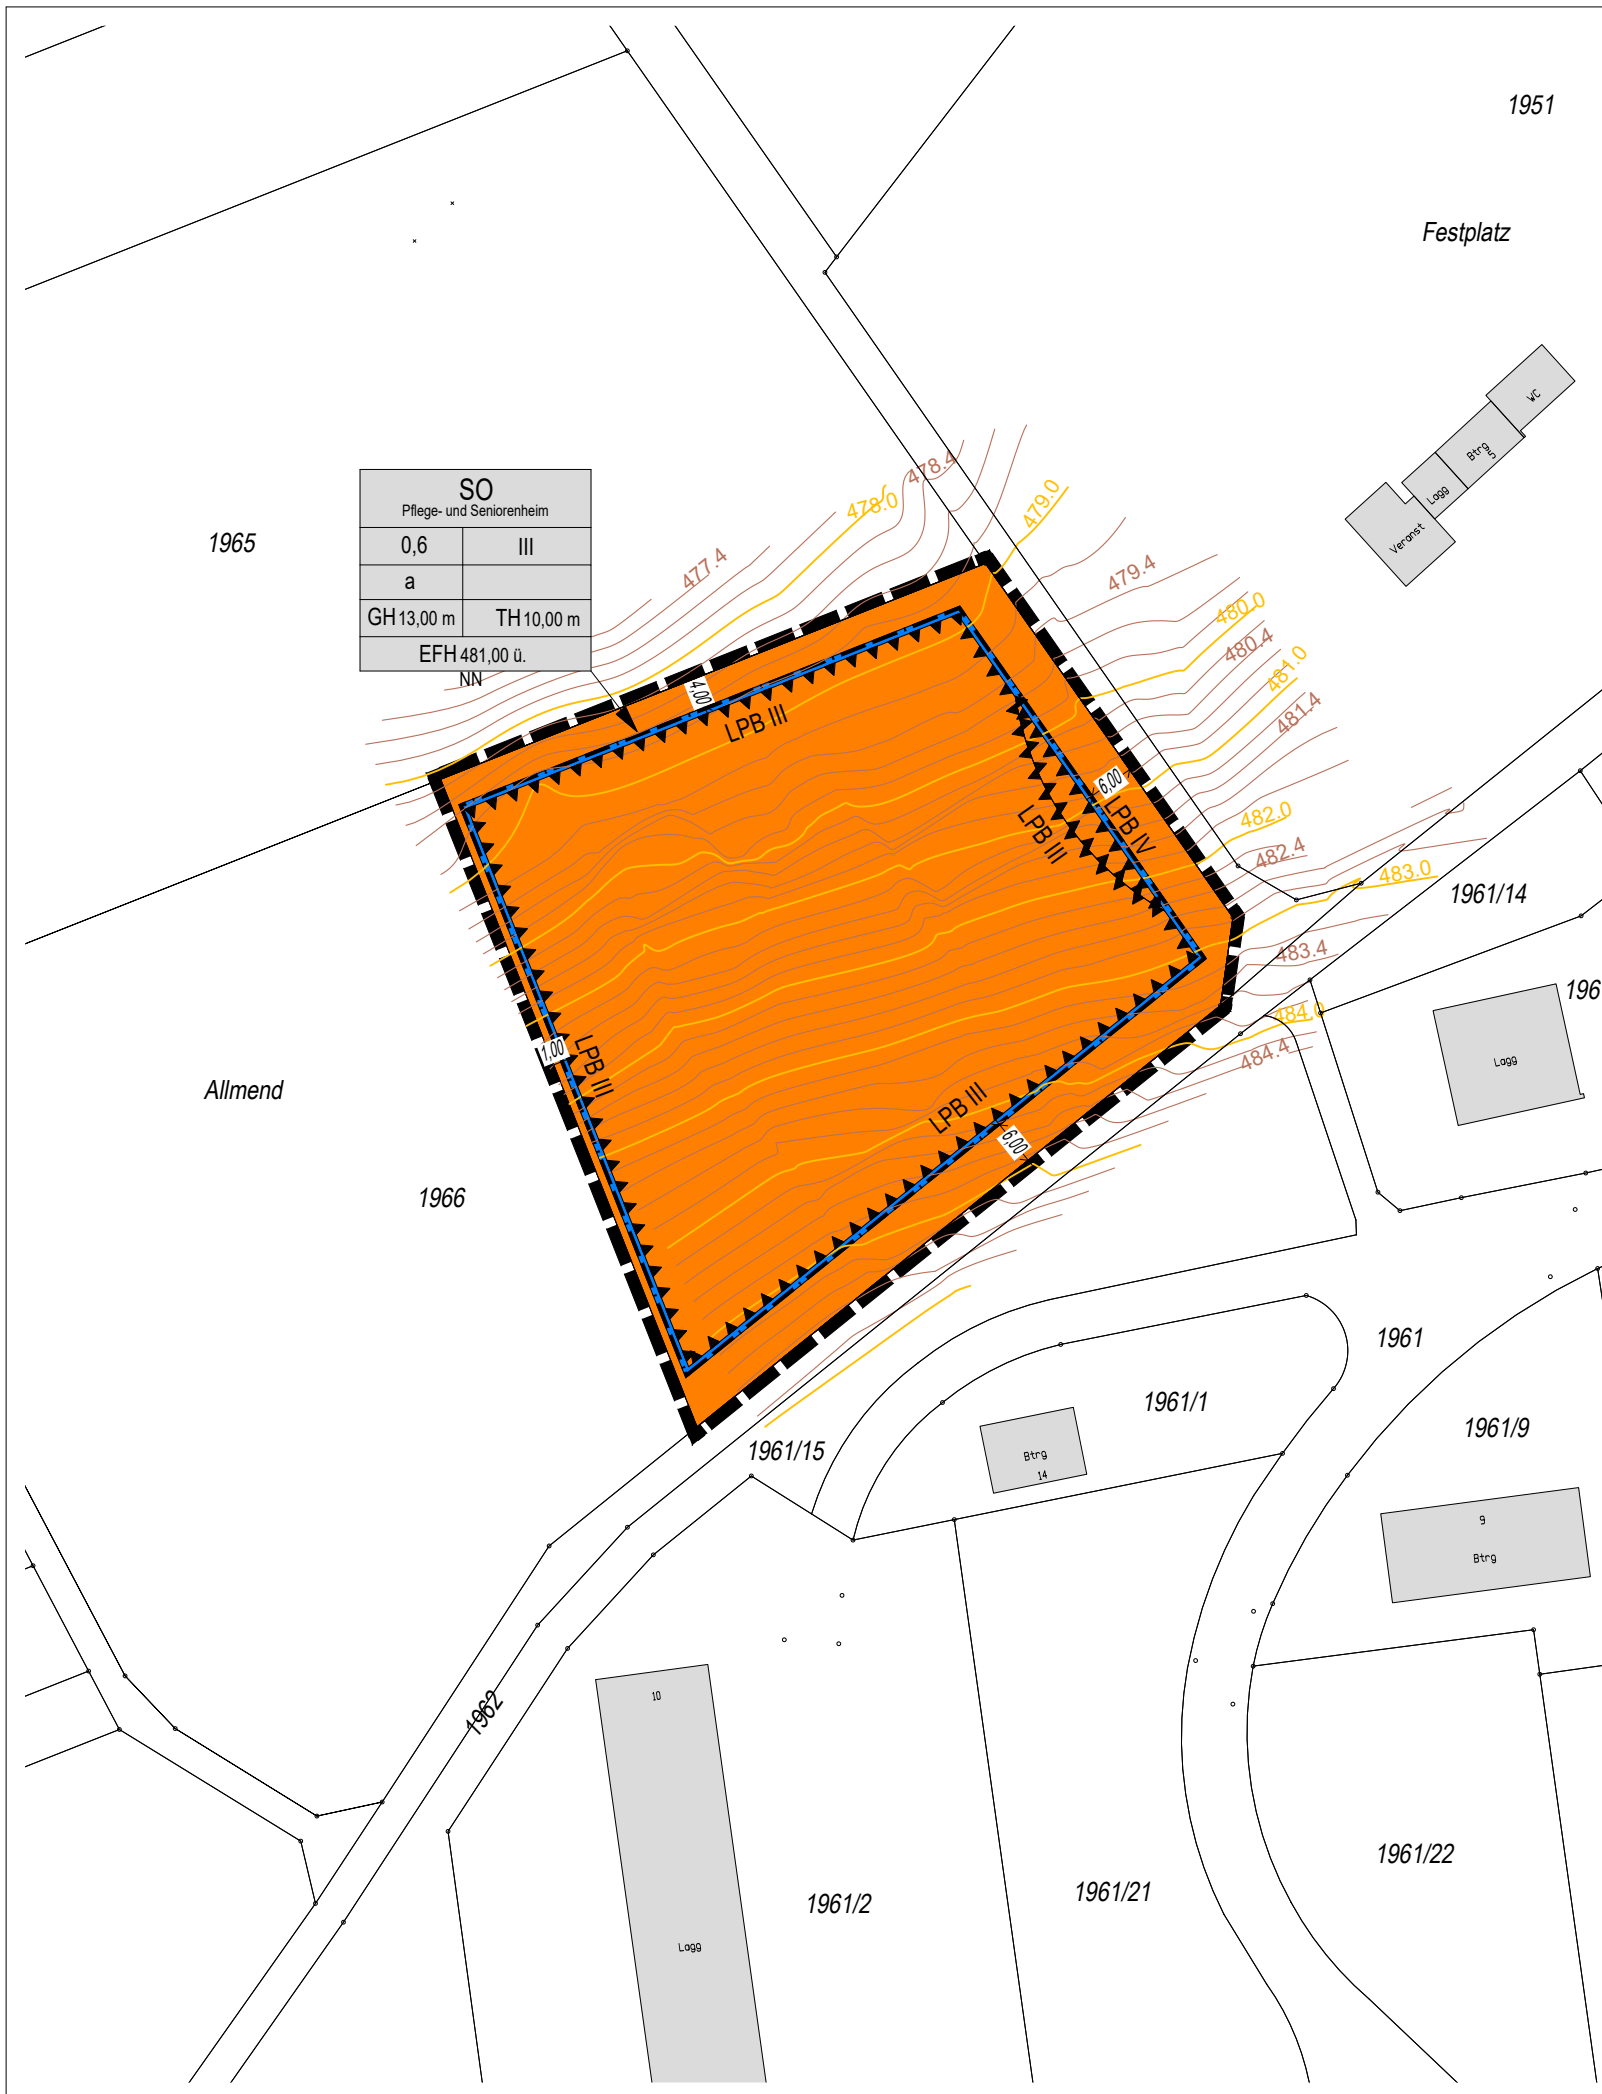 1951
Festplatz
WC
Btrg
5
Lagg
Veranst
478.4
478.0
479.0
SO
Pflege- und Seniorenheim
0,6 III
a
GH 13,00 m TH 10,00 m
EFH 481,00 ü.
NN
1965
477.4
479.4
480.0
480.4
481.0
481.4
4,00
LPB III
6,00
LPB IV
LPB III
482.0
482.4
483.0
1961/14
483.4
196
484.0
484.4
Lagg
1,00
LPB III
LPB III
6,00
Allmend
1966
1961
1961/1
1961/9
1961/15
Btrg
14
9
Btrg
10
1962
1961/22
1961/2
1961/21
Lagg